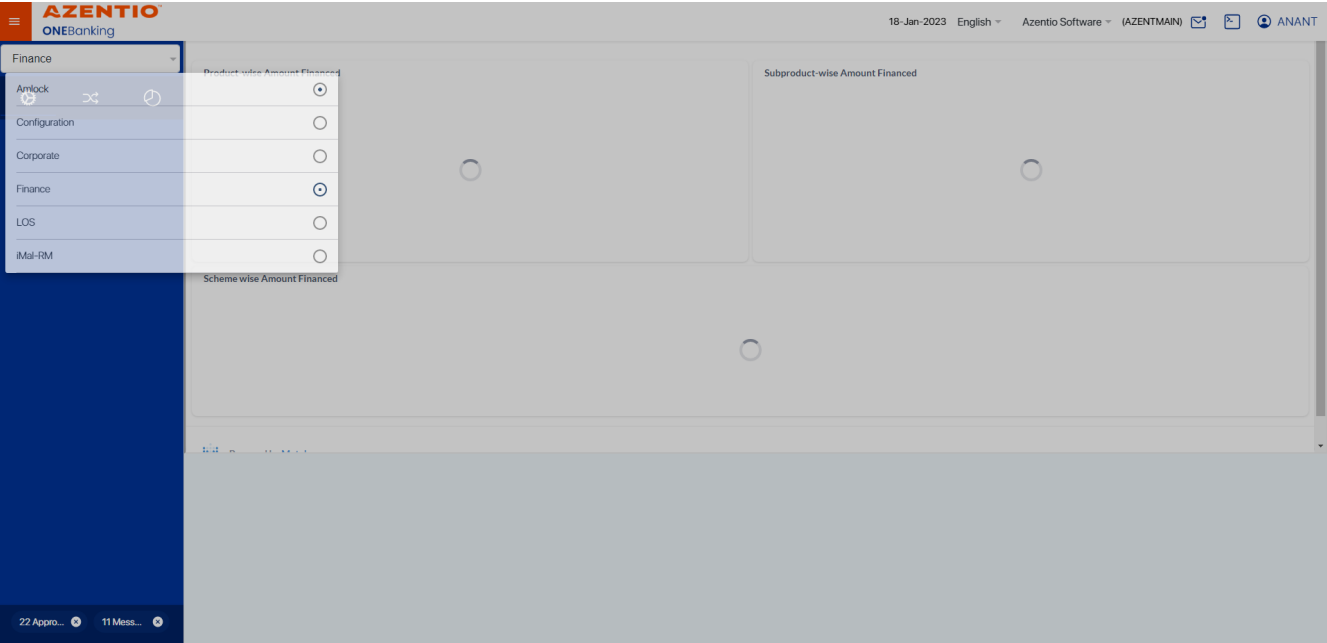 AZENTIO
ONEBanking
18-Jan-2023 English Azentio Software (AZENTMAIN) ANANT
Finance
Product-wise Amount Financed
Subproduct-wise Amount Financed
Amlock
Configuration
Corporate
Finance
LOS
iMal-RM
Scheme wise Amount Financed
22 Appro...
11 Mess...